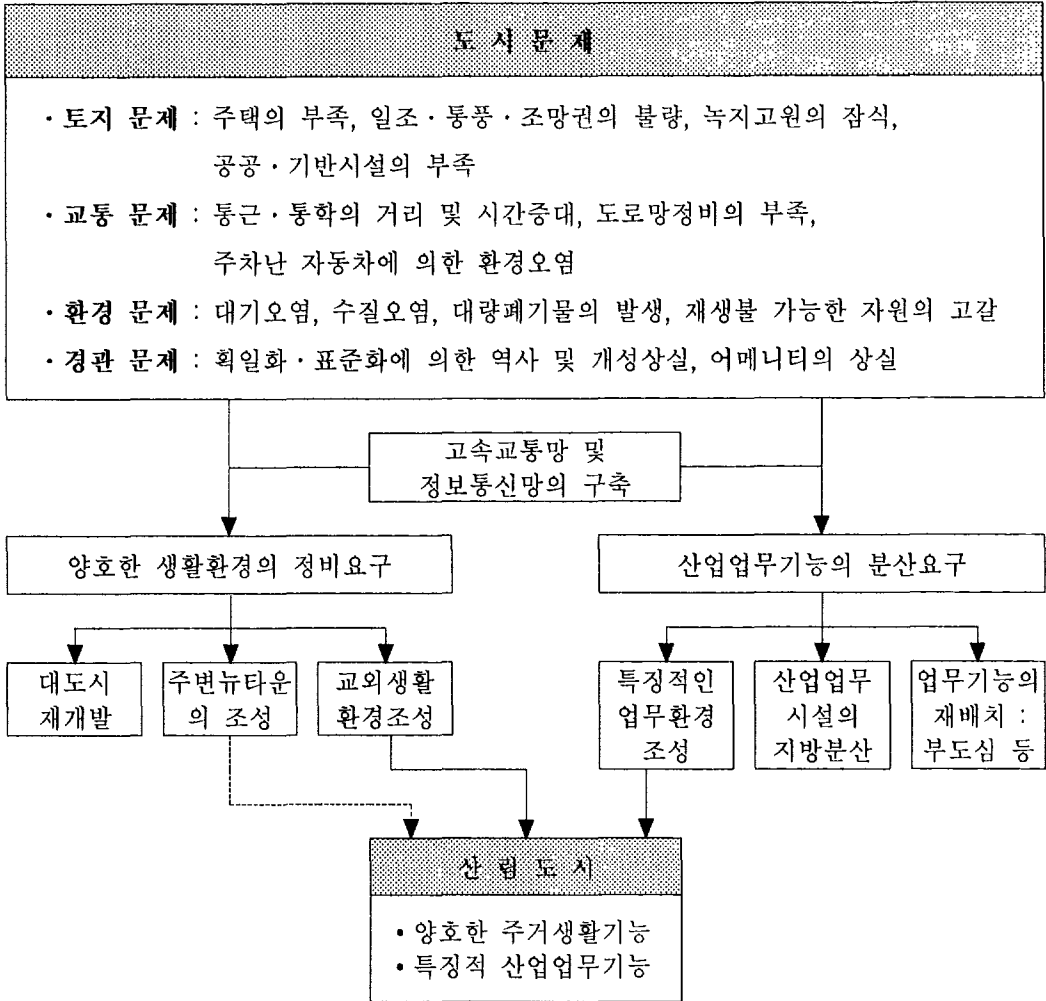 도 시 문 제
· 토지 문제 : 주택의 부족, 일조 · 통풍 · 조망권의 불량, 녹지고원의 잠식,
공공 · 기반시설의 부족
· 교통 문제 : 통근 · 통학의 거리 및 시간증대, 도로망정비의 부족,
주차난 자동차에 의한 환경오염
· 환경 문제 : 대기오염, 수질오염, 대량폐기물의 발생, 재생불 가능한 자원의 고갈
· 경관 문제 : 획일화 · 표준화에 의한 역사 및 개성상실, 어메니티의 상실
고속교통망 및
정보통신망의 구축
양호한 생활환경의 정비요구
산업업무기능의 분산요구
대도시
재개발
주변뉴타운
의 조성
교외생활
환경조성
특징적인
업무환경
조성
산업업무
시설의
지방분산
업무기능의
재배치 :
부도심 등
산 림 도 시
• 양호한 주거생활기능
• 특징적 산업업무기능